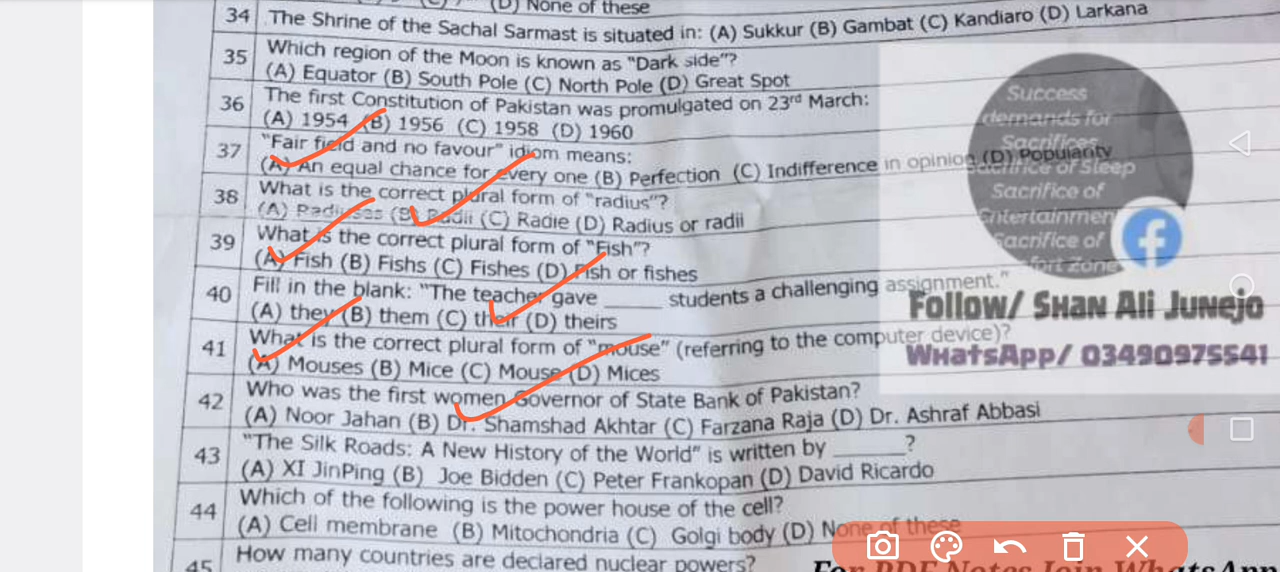 (D) None of these
34 The Shrine of the Sachal Sarmast is situated in: (A) Sukkur (B) Gambat (C) Kandiaro (D) Larkana
35 Which region of the Moon is known as "Dark side"?
(A) Equator (B) South Pole (C) North Pole (D) Great Spot
36 The first Constitution of Pakistan was promulgated on 23rd March:
(A) 1954 (B) 1956 (C) 1958 (D) 1960
37 "Fair field and no favour" idiom means:
(A) An equal chance for every one (B) Perfection (C) Indifference in opinion (D) Popularity
38 What is the correct plural form of "radius"?
(A) Radiuses (B) Radii (C) Radie (D) Radius or radii
39 What is the correct plural form of "Fish"?
(A) Fish (B) Fishs (C) Fishes (D) Fish or fishes
40 Fill in the blank: "The teacher gave ______ students a challenging assignment."
(A) they (B) them (C) their (D) theirs
41 What is the correct plural form of "mouse" (referring to the computer device)?
(A) Mouses (B) Mice (C) Mouse (D) Mices
42 Who was the first women Governor of State Bank of Pakistan?
(A) Noor Jahan (B) Dr. Shamshad Akhtar (C) Farzana Raja (D) Dr. Ashraf Abbasi
43 "The Silk Roads: A New History of the World" is written by ______?
(A) XI JinPing (B) Joe Bidden (C) Peter Frankopan (D) David Ricardo
44 Which of the following is the power house of the cell?
(A) Cell membrane (B) Mitochondria (C) Golgi body (D) None of these
45 How many countries are declared nuclear powers?
Success
demands for
Sacrifices
Sacrifice of Sleep
Sacrifice of
Entertainmen
Sacrifice of
fort Zone
Follow/ Shan Ali Junejo
WhatsApp/ 03490975541
For PDF Notes Join WhatsApp